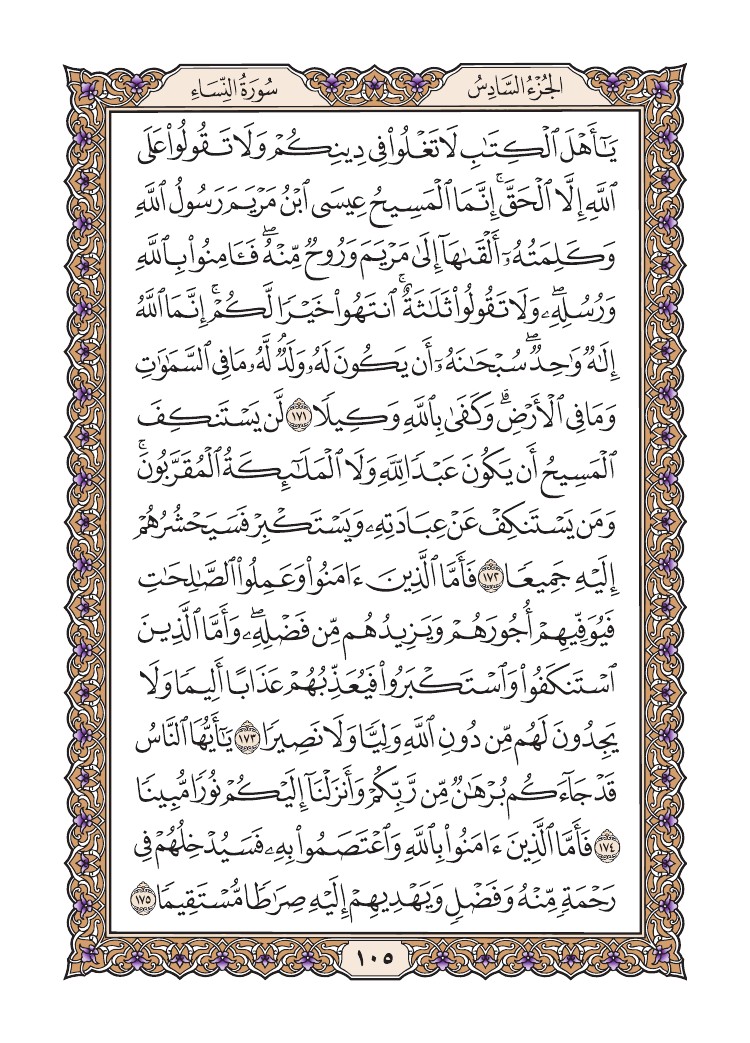 الجُزْءُ السَّادِسُ
سُورَةُ النِّسَاءِ
يَٰٓأَهۡلَ ٱلۡكِتَٰبِ لَا تَغۡلُواْ فِي دِينِكُمۡ وَلَا تَقُولُواْ عَلَى
ٱللَّهِ إِلَّا ٱلۡحَقَّۚ إِنَّمَا ٱلۡمَسِيحُ عِيسَى ٱبۡنُ مَرۡيَمَ رَسُولُ ٱللَّهِ
وَكَلِمَتُهُۥٓ أَلۡقَىٰهَآ إِلَىٰ مَرۡيَمَ وَرُوحٞ مِّنۡهُۖ فَـَٔامِنُواْ بِٱللَّهِ
وَرُسُلِهِۦۖ وَلَا تَقُولُواْ ثَلَٰثَةٌۚ ٱنتَهُواْ خَيۡرٗا لَّكُمۡۚ إِنَّمَا ٱللَّهُ
إِلَٰهٞ وَٰحِدٞۖ سُبۡحَٰنَهُۥٓ أَن يَكُونَ لَهُۥ وَلَدٞۘ لَّهُۥ مَا فِي ٱلسَّمَٰوَٰتِ
وَمَا فِي ٱلۡأَرۡضِۗ وَكَفَىٰ بِٱللَّهِ وَكِيلٗا ١٧١ لَّن يَسۡتَنكِفَ
ٱلۡمَسِيحُ أَن يَكُونَ عَبۡدٗا لِّلَّهِ وَلَا ٱلۡمَلَٰٓئِكَةُ ٱلۡمُقَرَّبُونَۚ
وَمَن يَسۡتَنكِفۡ عَنۡ عِبَادَتِهِۦ وَيَسۡتَكۡبِرۡ فَسَيَحۡشُرُهُمۡ
إِلَيۡهِ جَمِيعٗا ١٧٢ فَأَمَّا ٱلَّذِينَ ءَامَنُواْ وَعَمِلُواْ ٱلصَّٰلِحَٰتِ
فَيُوَفِّيهِمۡ أُجُورَهُمۡ وَيَزِيدُهُم مِّن فَضۡلِهِۦۖ وَأَمَّا ٱلَّذِينَ
ٱسۡتَنكَفُواْ وَٱسۡتَكۡبَرُواْ فَيُعَذِّبُهُمۡ عَذَابًا أَلِيمٗا وَلَا
يَجِدُونَ لَهُم مِّن دُونِ ٱللَّهِ وَلِيّٗا وَلَا نَصِيرٗا ١٧٣ يَٰٓأَيُّهَا ٱلنَّاسُ
قَدۡ جَآءَكُم بُرۡهَٰنٞ مِّن رَّبِّكُمۡ وَأَنزَلۡنَآ إِلَيۡكُمۡ نُورٗا مُّبِينٗا
١٧٤ فَأَمَّا ٱلَّذِينَ ءَامَنُواْ بِٱللَّهِ وَٱعۡتَصَمُواْ بِهِۦ فَسَيُدۡخِلُهُمۡ فِي
رَحۡمَةٖ مِّنۡهُ وَفَضۡلٖ وَيَهۡدِيهِمۡ إِلَيۡهِ صِرَٰطٗا مُّسۡتَقِيمٗا ١٧٥
١٠٥